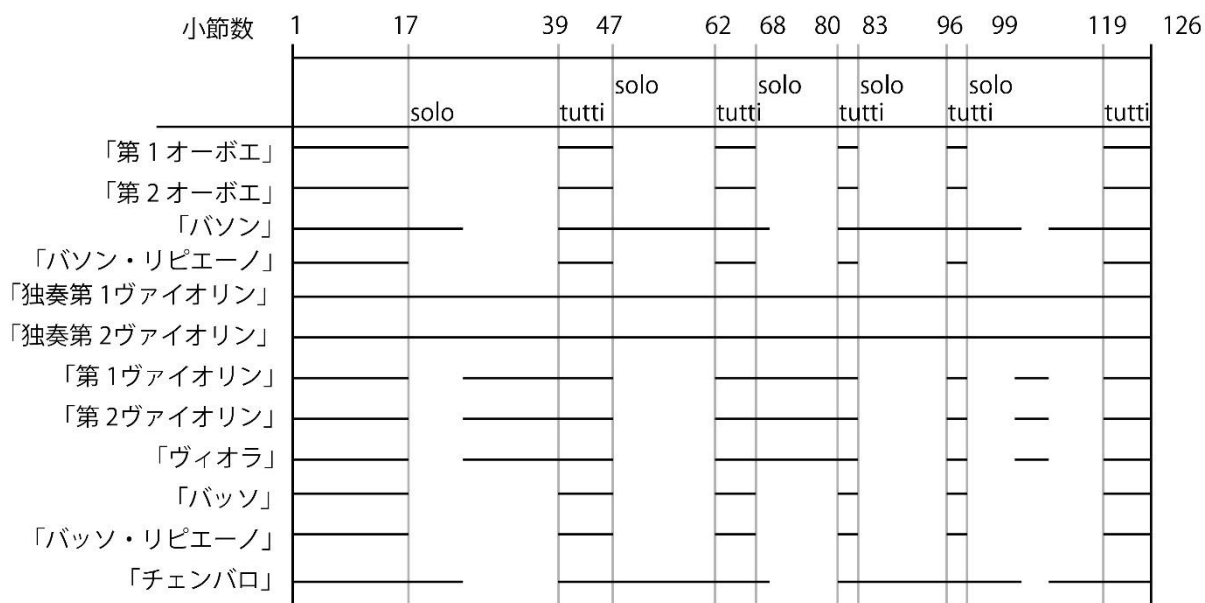 小節数 1 17 39 47 62 68 80 83 96 99 119 126
solo solo solo solo
solo tutti tutti tutti tutti tutti
「第1オーボエ」
「第2オーボエ」
「バソン」
「バソン・リピエーノ」
「独奏第1ヴァイオリン」
「独奏第2ヴァイオリン」
「第1ヴァイオリン」
「第2ヴァイオリン」
「ヴィオラ」
「バッソ」
「バッソ・リピエーノ」
「チェンバロ」